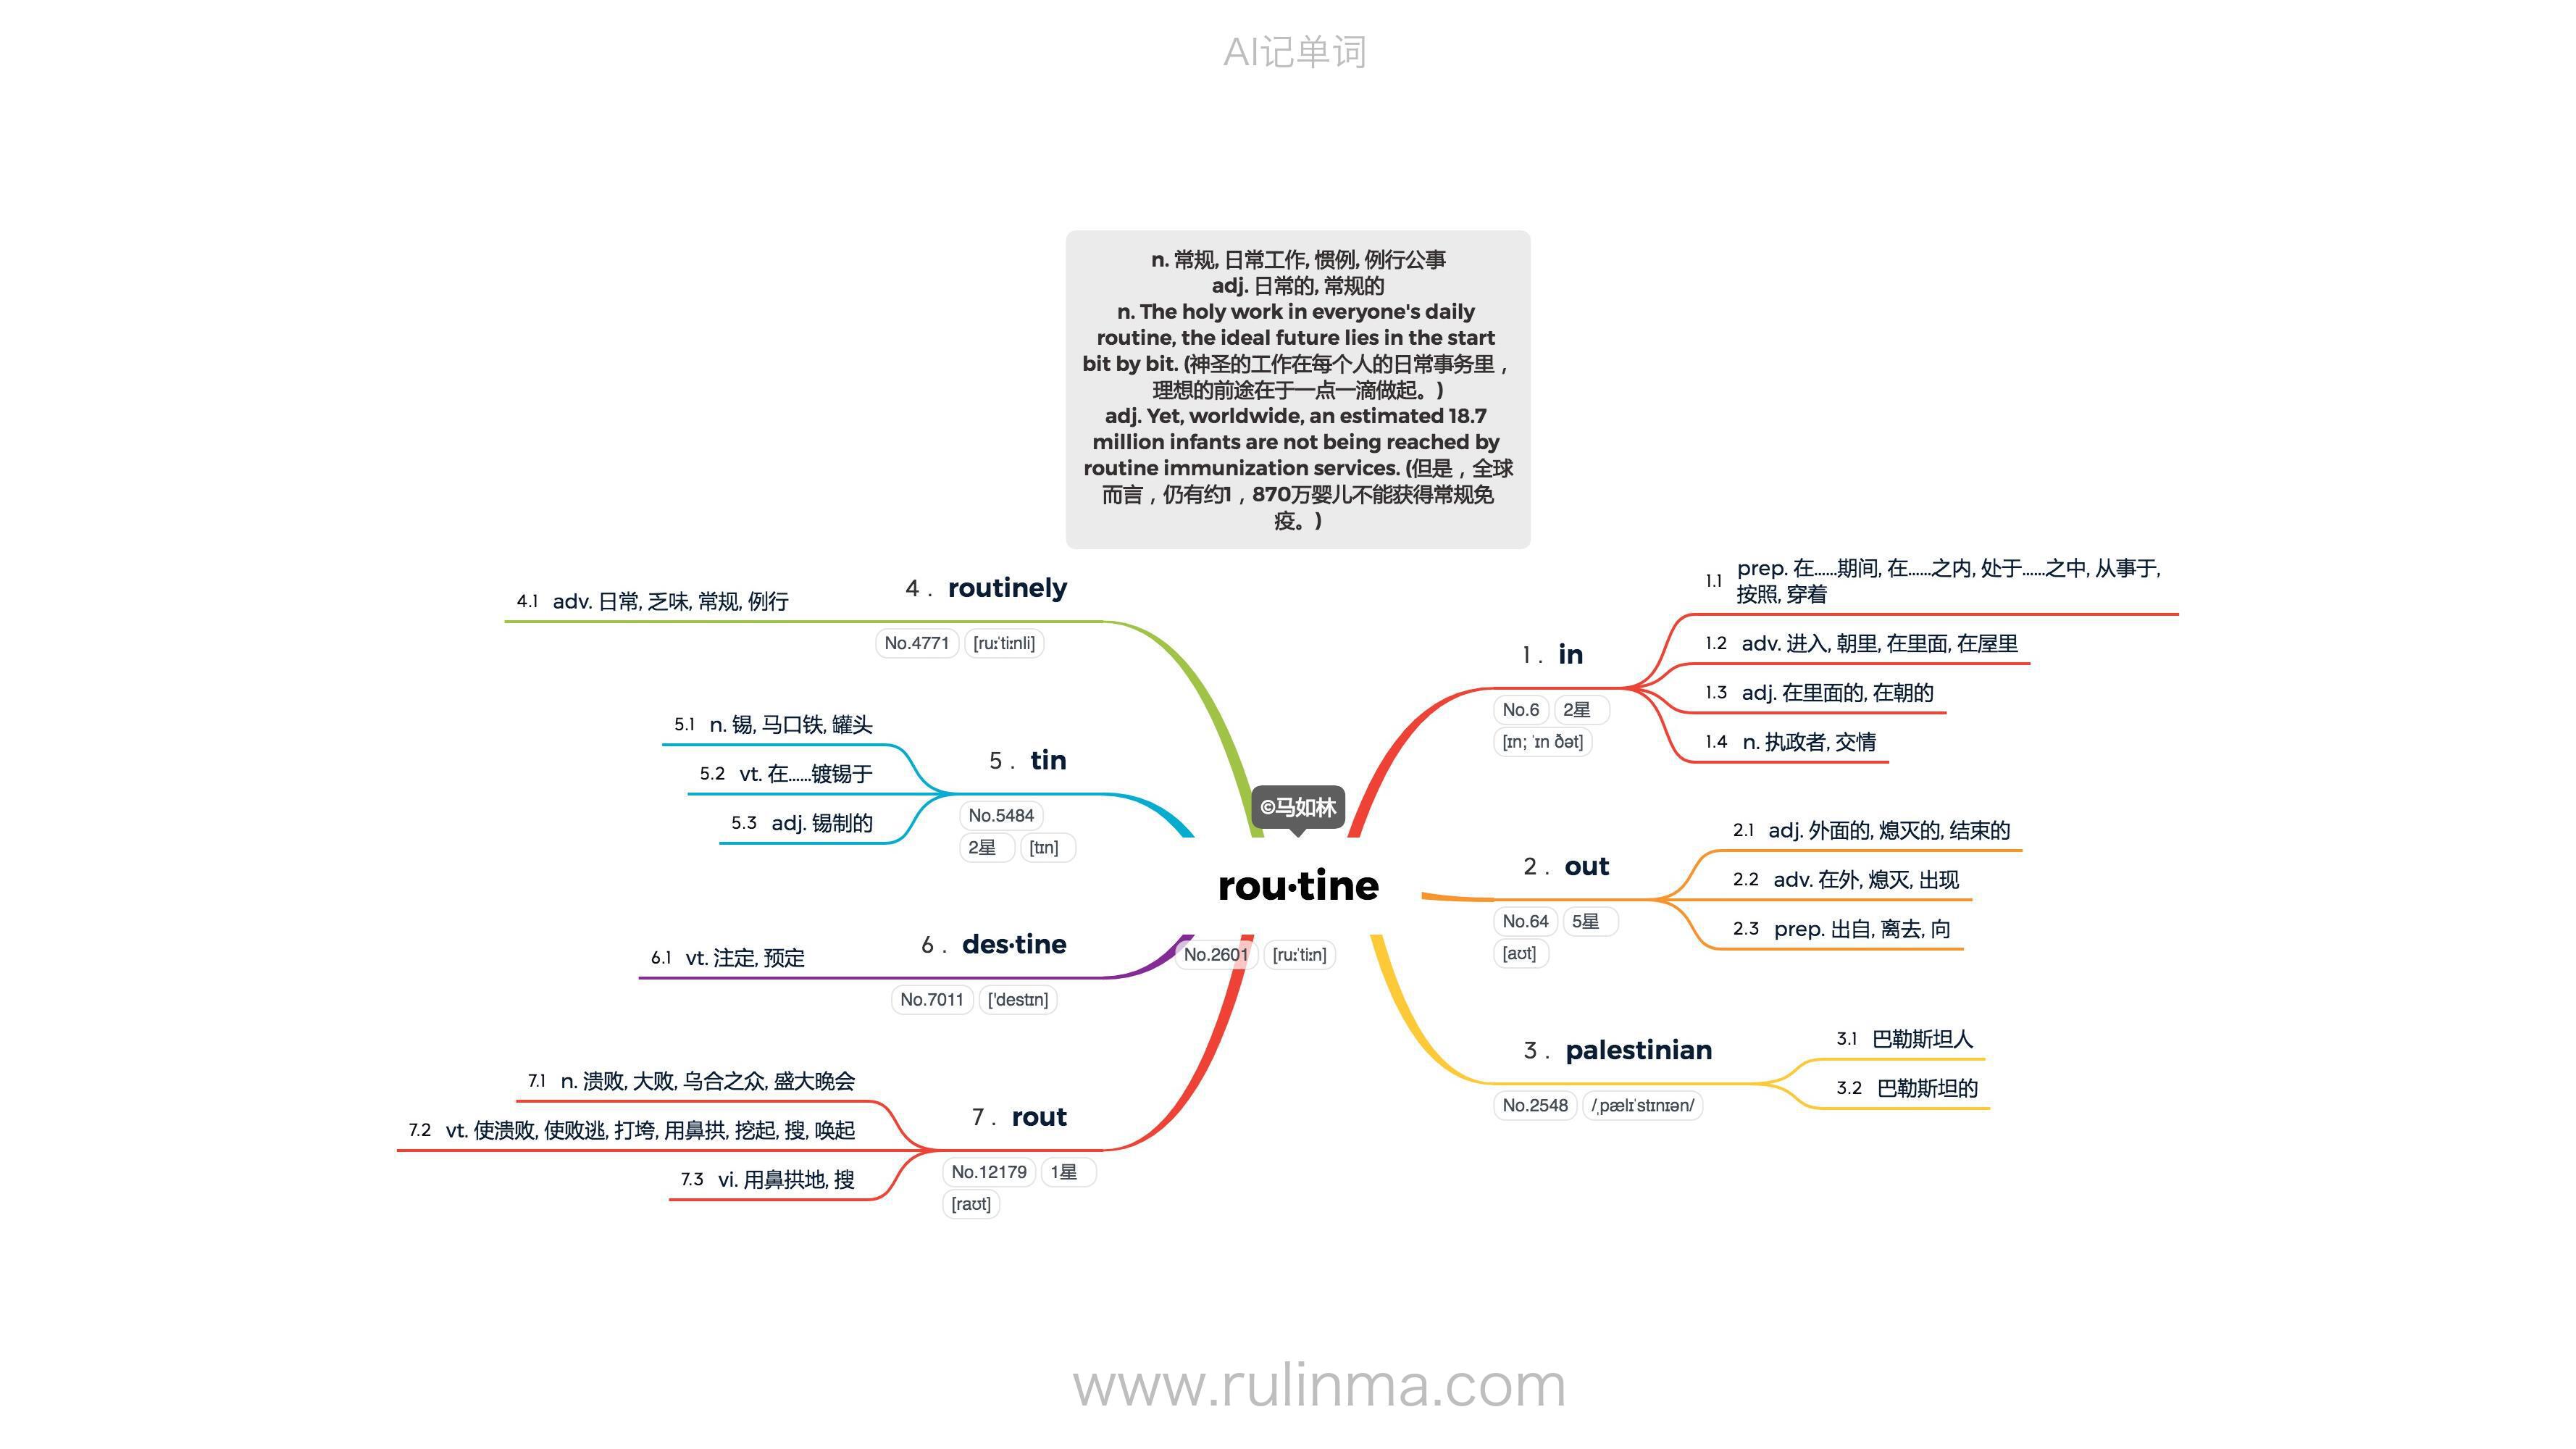 AI记单词
n. 常规, 日常工作, 惯例, 例行公事
adj. 日常的, 常规的
n. The holy work in everyone's daily
routine, the ideal future lies in the start
bit by bit. (神圣的工作在每个人的日常事务里，
理想的前途在于一点一滴做起。)
adj. Yet, worldwide, an estimated 18.7
million infants are not being reached by
routine immunization services. (但是，全球
而言，仍有约1，870万婴儿不能获得常规免
疫。)
©马如林
rou·tine
No.2601 [ruːˈtiːn]
1. in
No.6 2星
[ɪn; ˈɪn ðət]
1.1 prep. 在……期间, 在……之内, 处于……之中, 从事于,
按照, 穿着
1.2 adv. 进入, 朝里, 在里面, 在屋里
1.3 adj. 在里面的, 在朝的
1.4 n. 执政者, 交情
2. out
No.64 5星
[aʊt]
2.1 adj. 外面的, 熄灭的, 结束的
2.2 adv. 在外, 熄灭, 出现
2.3 prep. 出自, 离去, 向
3. palestinian
No.2548 /ˌpælɪˈstɪnɪən/
3.1 巴勒斯坦人
3.2 巴勒斯坦的
4. routinely
No.4771 [ruːˈtiːnli]
4.1 adv. 日常, 乏味, 常规, 例行
5. tin
No.5484
2星 [tɪn]
5.1 n. 锡, 马口铁, 罐头
5.2 vt. 在……镀锡于
5.3 adj. 锡制的
6. des·tine
No.7011 [ˈdestɪn]
6.1 vt. 注定, 预定
7. rout
No.12179 1星
[raʊt]
7.1 n. 溃败, 大败, 乌合之众, 盛大晚会
7.2 vt. 使溃败, 使败逃, 打垮, 用鼻拱, 挖起, 搜, 唤起
7.3 vi. 用鼻拱地, 搜
www.rulinma.com